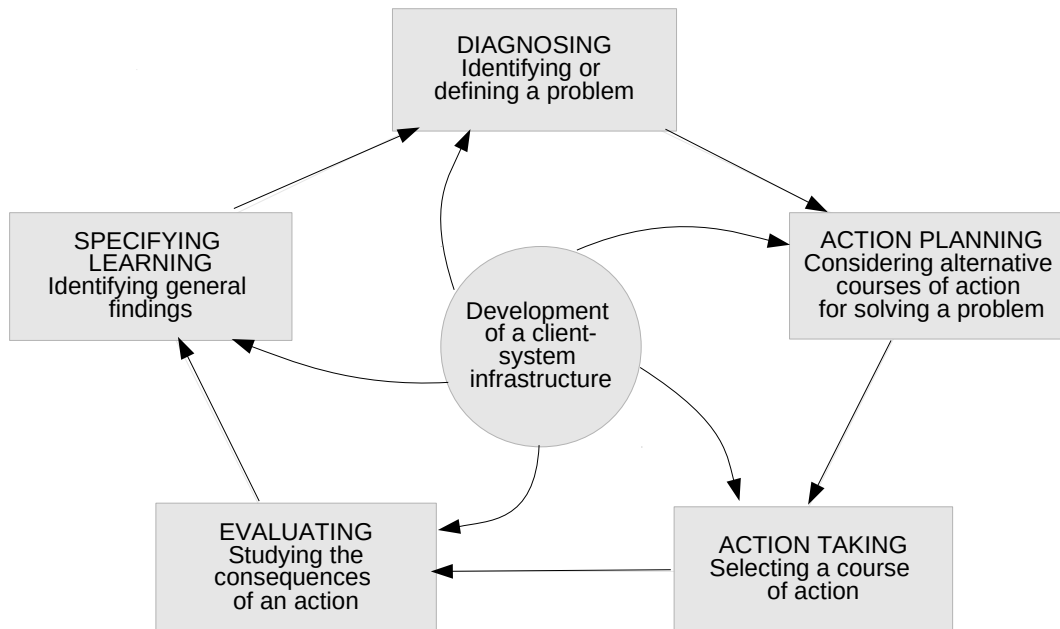 DIAGNOSING
Identifying or
defining a problem
SPECIFYING
LEARNING
Identifying general
findings
ACTION PLANNING
Considering alternative
courses of action
for solving a problem
Development
of a client-
system
infrastructure
EVALUATING
Studying the
consequences
of an action
ACTION TAKING
Selecting a course
of action